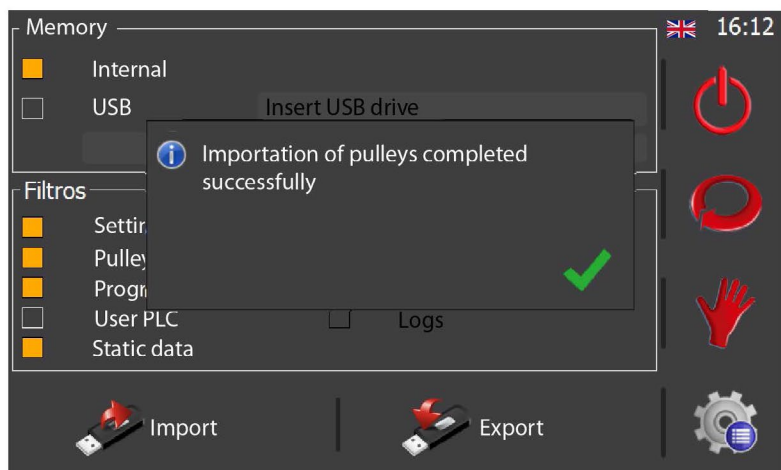 Memory
16:12
Internal
USB
Insert USB drive
Importation of pulleys completed
successfully
Filtros
User PLC
Logs
Static data
Import
Export